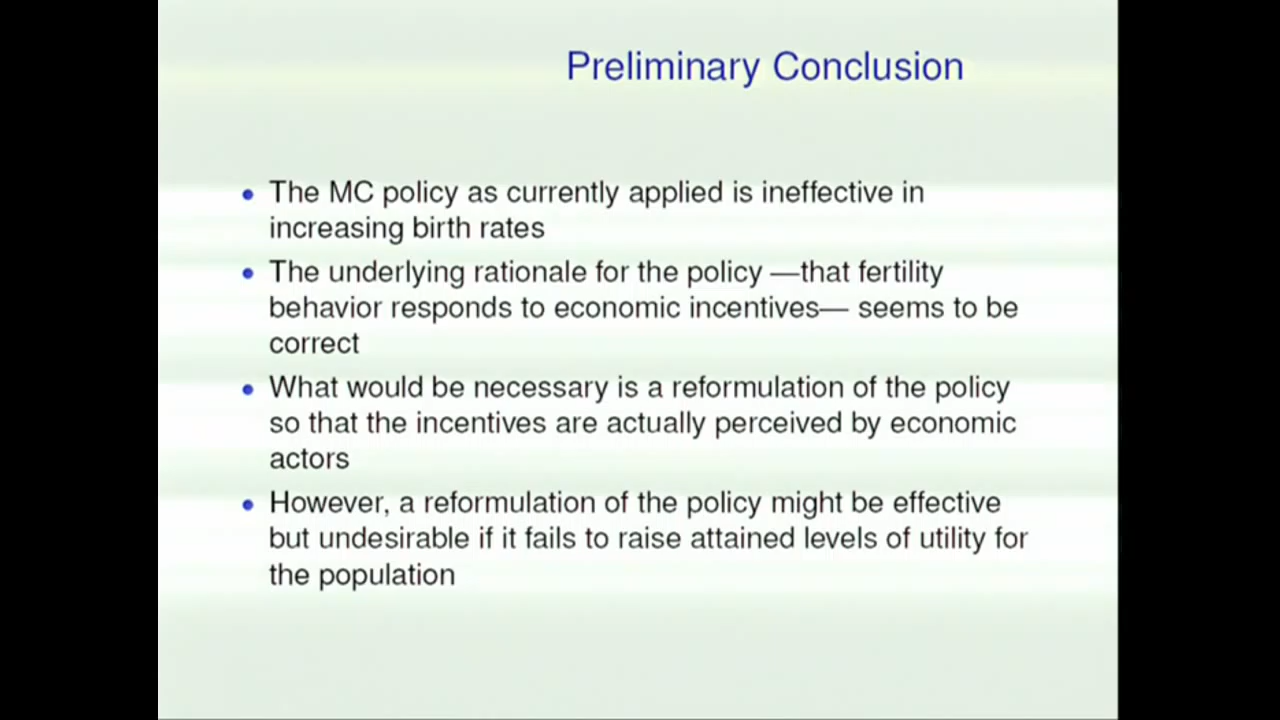 Preliminary Conclusion
• The MC policy as currently applied is ineffective in
increasing birth rates
• The underlying rationale for the policy —that fertility
behavior responds to economic incentives— seems to be
correct
• What would be necessary is a reformulation of the policy
so that the incentives are actually perceived by economic
actors
• However, a reformulation of the policy might be effective
but undesirable if it fails to raise attained levels of utility for
the population